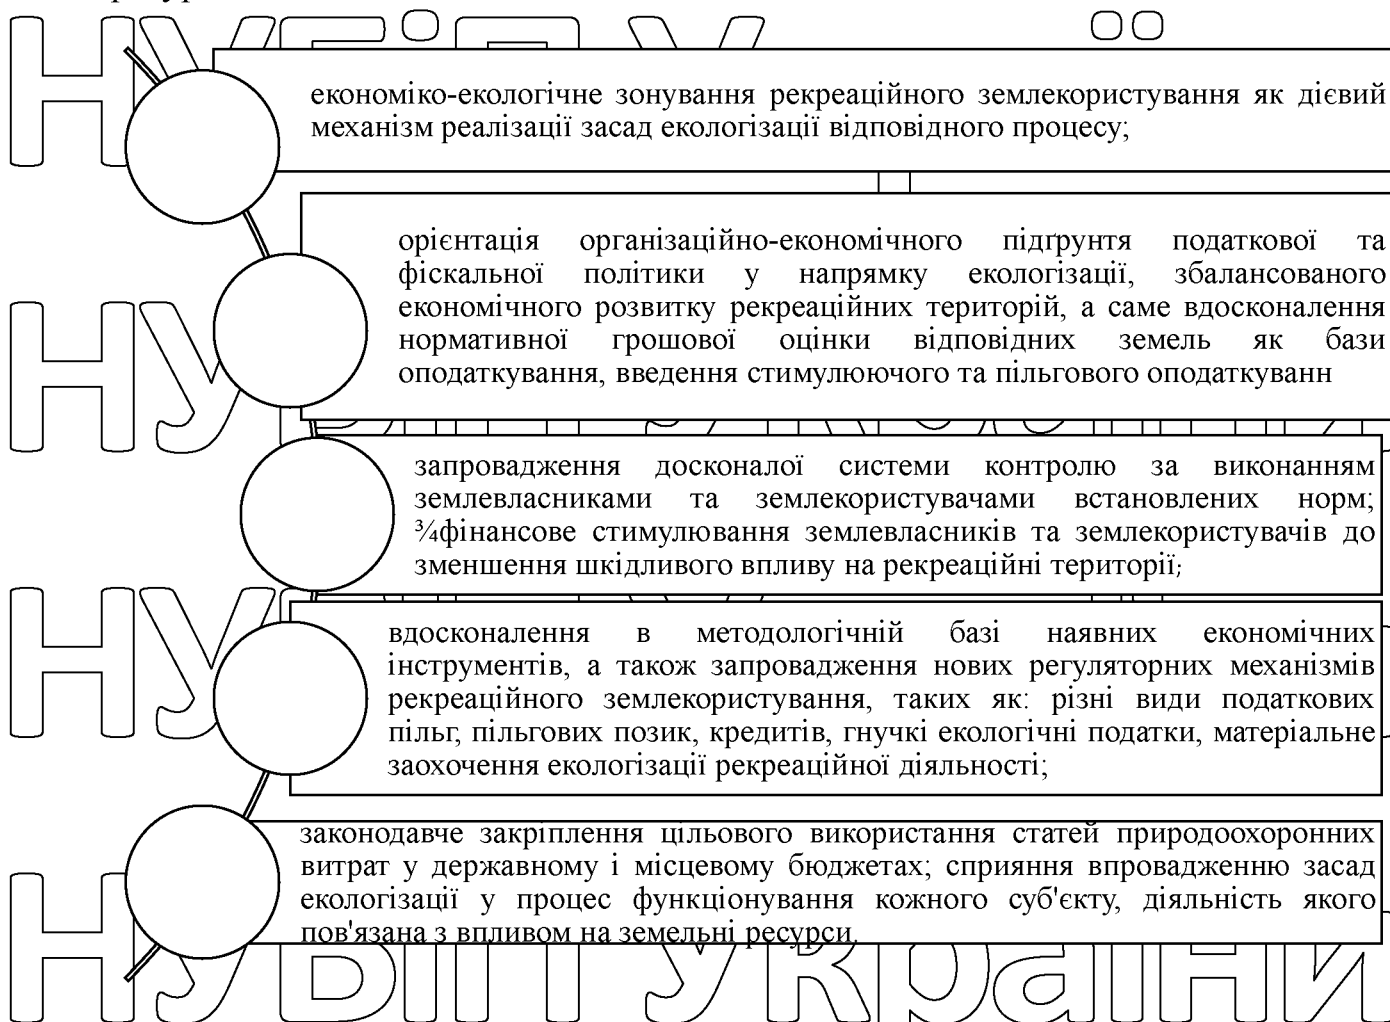 НУБіП України
економіко-екологічне зонування рекреаційного землекористування як дієвий
механізм реалізації засад екологізації відповідного процесу;
орієнтація організаційно-економічного підґрунтя податкової та
фіскальної політики у напрямку екологізації, збалансованого
економічного розвитку рекреаційних територій, а саме вдосконалення
нормативної грошової оцінки відповідних земель як бази
оподаткування, введення стимулюючого та пільгового оподаткуванн
НУБіП України
запровадження досконалої системи контролю за виконанням
землевласниками та землекористувачами встановлених норм;
¾фінансове стимулювання землевласників та землекористувачів до
зменшення шкідливого впливу на рекреаційні території;
НУБіП України
вдосконалення в методологічній базі наявних економічних
інструментів, а також запровадження нових регуляторних механізмів
рекреаційного землекористування, таких як: різні види податкових
пільг, пільгових позик, кредитів, гнучкі екологічні податки, матеріальне
заохочення екологізації рекреаційної діяльності;
законодавче закріплення цільового використання статей природоохоронних
витрат у державному і місцевому бюджетах; сприяння впровадженню засад
екологізації у процес функціонування кожного суб'єкту, діяльність якого
пов'язана з впливом на земельні ресурси.
НУБіП України